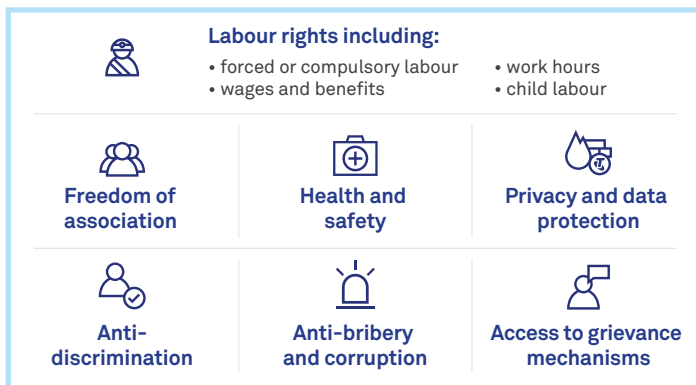 Labour rights including:
• forced or compulsory labour
• work hours
• wages and benefits
• child labour
Freedom of
association
Health and
safety
Privacy and data
protection
Anti-
discrimination
Anti-bribery
and corruption
Access to grievance
mechanisms